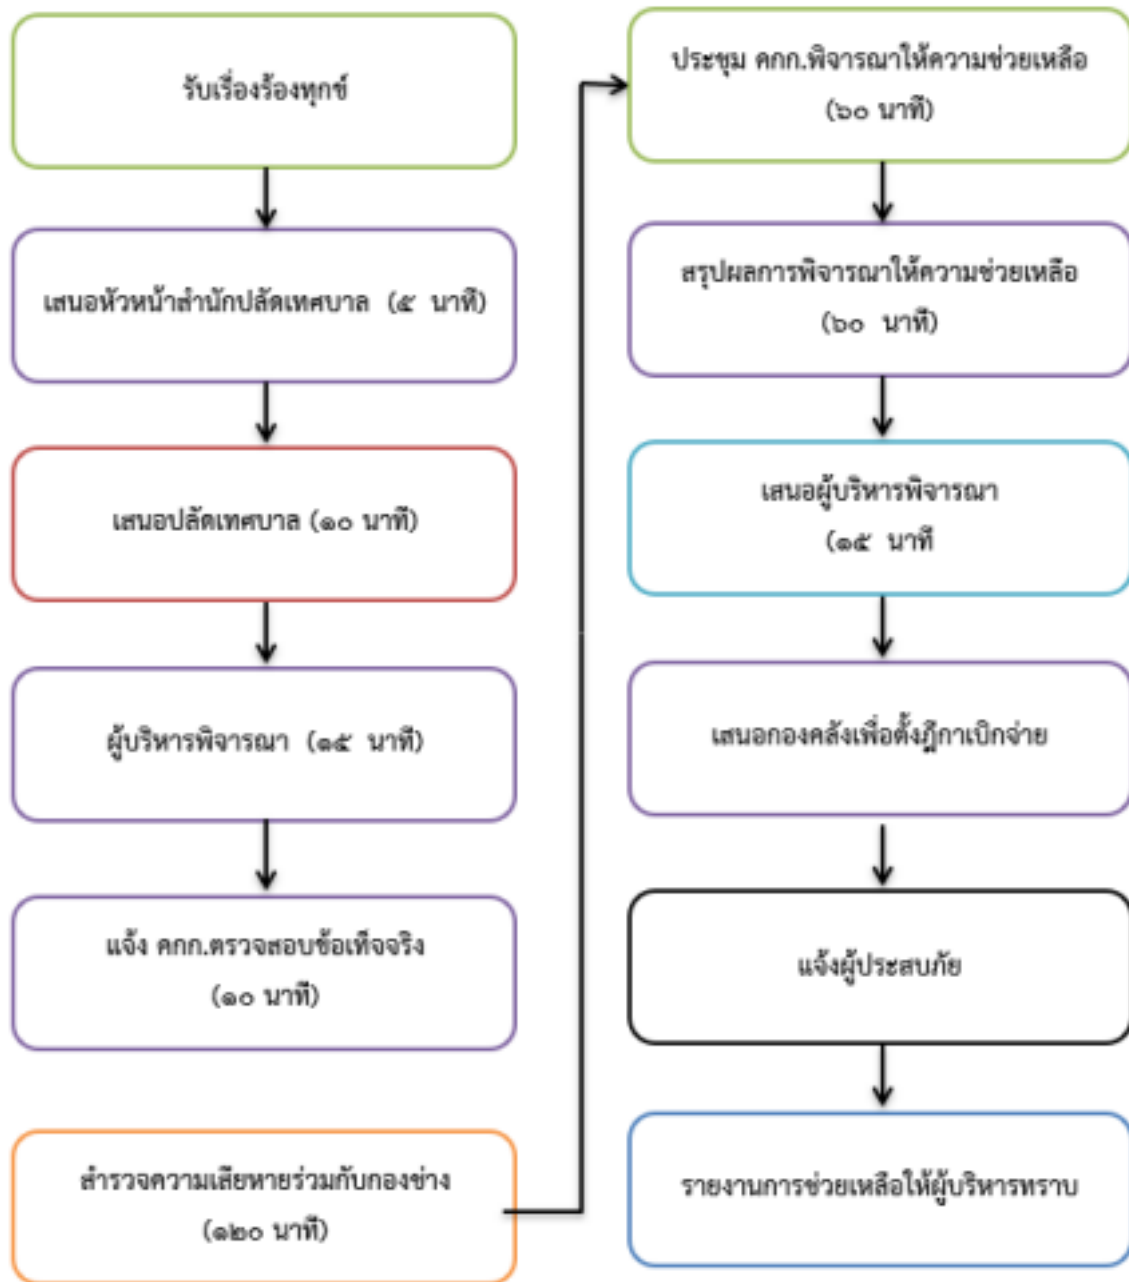 รับเรื่องร้องทุกข์
เสนอหัวหน้าสำนักปลัดเทศบาล (๕ นาที)
เสนอปลัดเทศบาล (๑๐ นาที)
ผู้บริหารพิจารณา (๑๕ นาที)
แจ้ง คกก.ตรวจสอบข้อเท็จจริง
(๑๐ นาที)
สำรวจความเสียหายร่วมกับกองช่าง
(๑๒๐ นาที)
ประชุม คกก.พิจารณาให้ความช่วยเหลือ
(๖๐ นาที)
สรุปผลการพิจารณาให้ความช่วยเหลือ
(๖๐ นาที)
เสนอผู้บริหารพิจารณา
(๑๕ นาที
เสนอกองคลังเพื่อตั้งฎีกาเบิกจ่าย
แจ้งผู้ประสบภัย
รายงานการช่วยเหลือให้ผู้บริหารทราบ